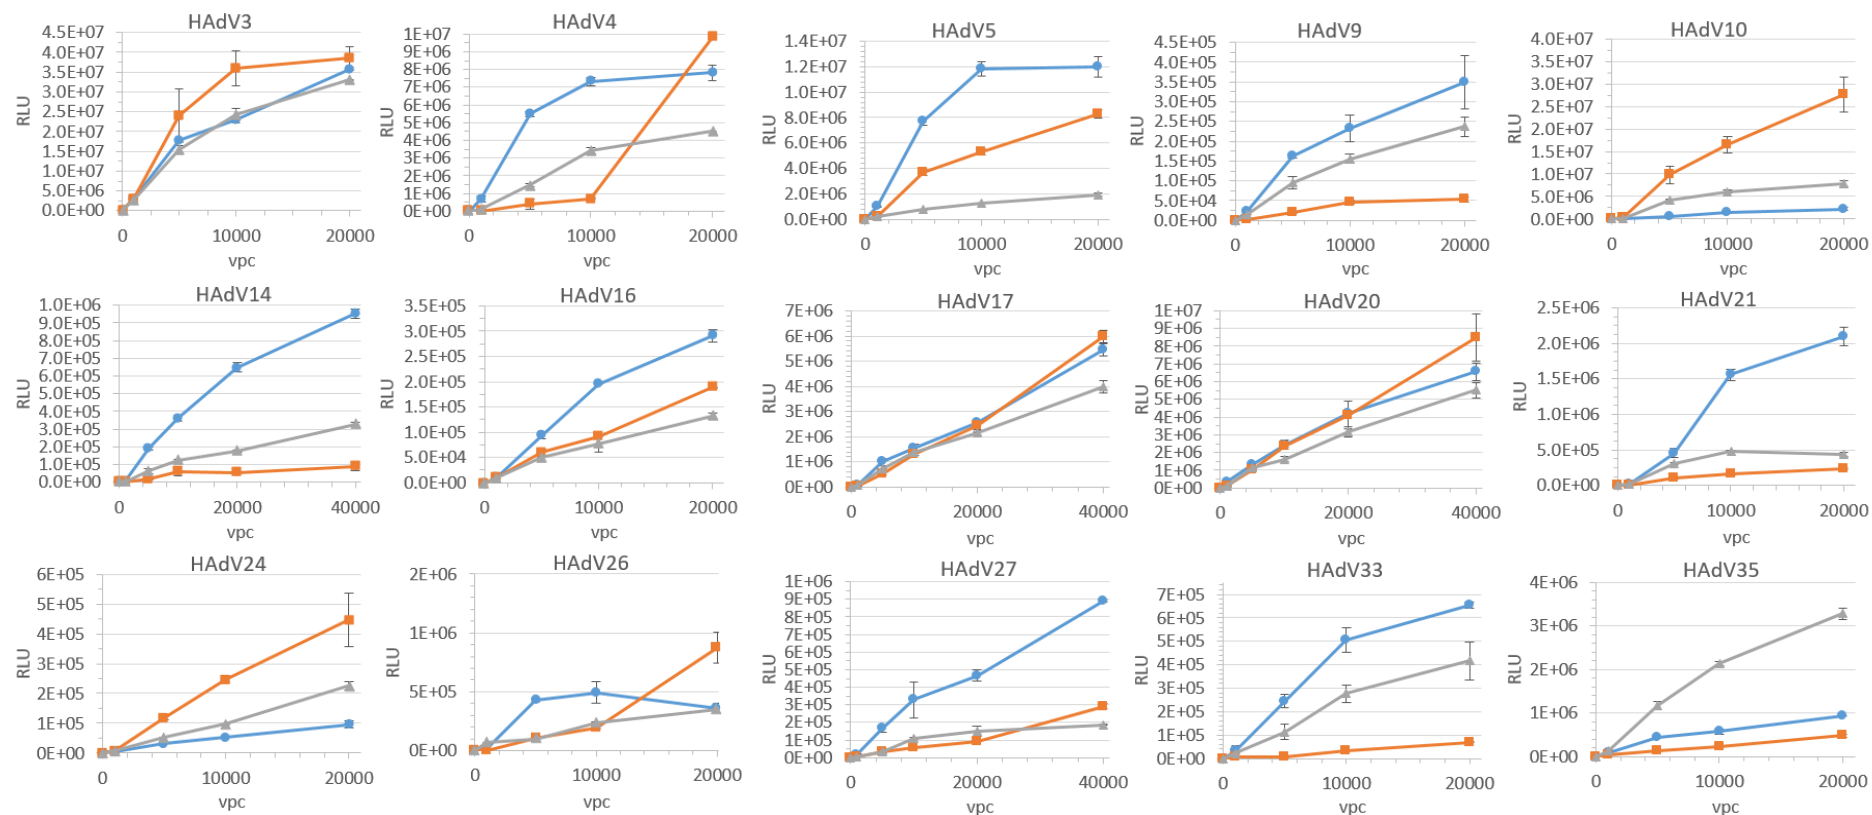 HAdV3
4.5E+07
4.0E+07
3.5E+07
3.0E+07
2.5E+07
2.0E+07
1.5E+07
1.0E+07
5.0E+06
0.0E+00
RLU
0 10000 20000
vpc
HAdV4
1E+07
9E+06
8E+06
7E+06
6E+06
5E+06
4E+06
3E+06
2E+06
1E+06
0E+00
RLU
0 10000 20000
vpc
HAdV5
1.4E+07
1.2E+07
1.0E+07
8.0E+06
6.0E+06
4.0E+06
2.0E+06
0.0E+00
RLU
0 10000 20000
vpc
HAdV9
4.5E+05
4.0E+05
3.5E+05
3.0E+05
2.5E+05
2.0E+05
1.5E+05
1.0E+05
5.0E+04
0.0E+00
RLU
0 10000 20000
vpc
HAdV10
4.0E+07
3.5E+07
3.0E+07
2.5E+07
2.0E+07
1.5E+07
1.0E+07
5.0E+06
0.0E+00
RLU
0 10000 20000
vpc
HAdV14
1.0E+06
9.0E+05
8.0E+05
7.0E+05
6.0E+05
5.0E+05
4.0E+05
3.0E+05
2.0E+05
1.0E+05
0.0E+00
RLU
0 20000 40000
vpc
HAdV16
3.5E+05
3.0E+05
2.5E+05
2.0E+05
1.5E+05
1.0E+05
5.0E+04
0.0E+00
RLU
0 10000 20000
vpc
HAdV17
7E+06
6E+06
5E+06
4E+06
3E+06
2E+06
1E+06
0E+00
RLU
0 20000 40000
vpc
HAdV20
1E+07
9E+06
8E+06
7E+06
6E+06
5E+06
4E+06
3E+06
2E+06
1E+06
0E+00
RLU
0 20000 40000
vpc
HAdV21
2.5E+06
2.0E+06
1.5E+06
1.0E+06
5.0E+05
0.0E+00
RLU
0 10000 20000
vpc
HAdV24
6E+05
5E+05
4E+05
3E+05
2E+05
1E+05
0E+00
RLU
0 10000 20000
vpc
HAdV26
2E+06
1E+06
5E+05
0E+00
RLU
0 10000 20000
vpc
HAdV27
1E+06
9E+05
8E+05
7E+05
6E+05
5E+05
4E+05
3E+05
2E+05
1E+05
0E+00
RLU
0 20000 40000
vpc
HAdV33
7E+05
6E+05
5E+05
4E+05
3E+05
2E+05
1E+05
0E+00
RLU
0 10000 20000
vpc
HAdV35
4E+06
3E+06
2E+06
1E+06
0E+00
RLU
0 10000 20000
vpc